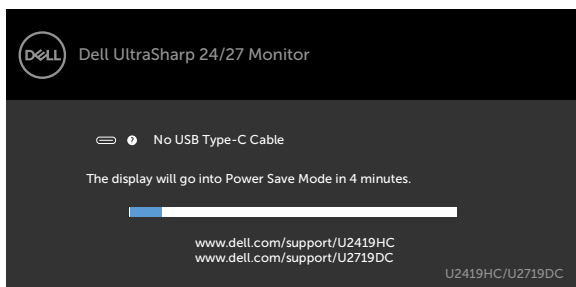 DELL
Dell UltraSharp 24/27 Monitor
? No USB Type-C Cable
The display will go into Power Save Mode in 4 minutes.
www.dell.com/support/U2419HC
www.dell.com/support/U2719DC
U2419HC/U2719DC